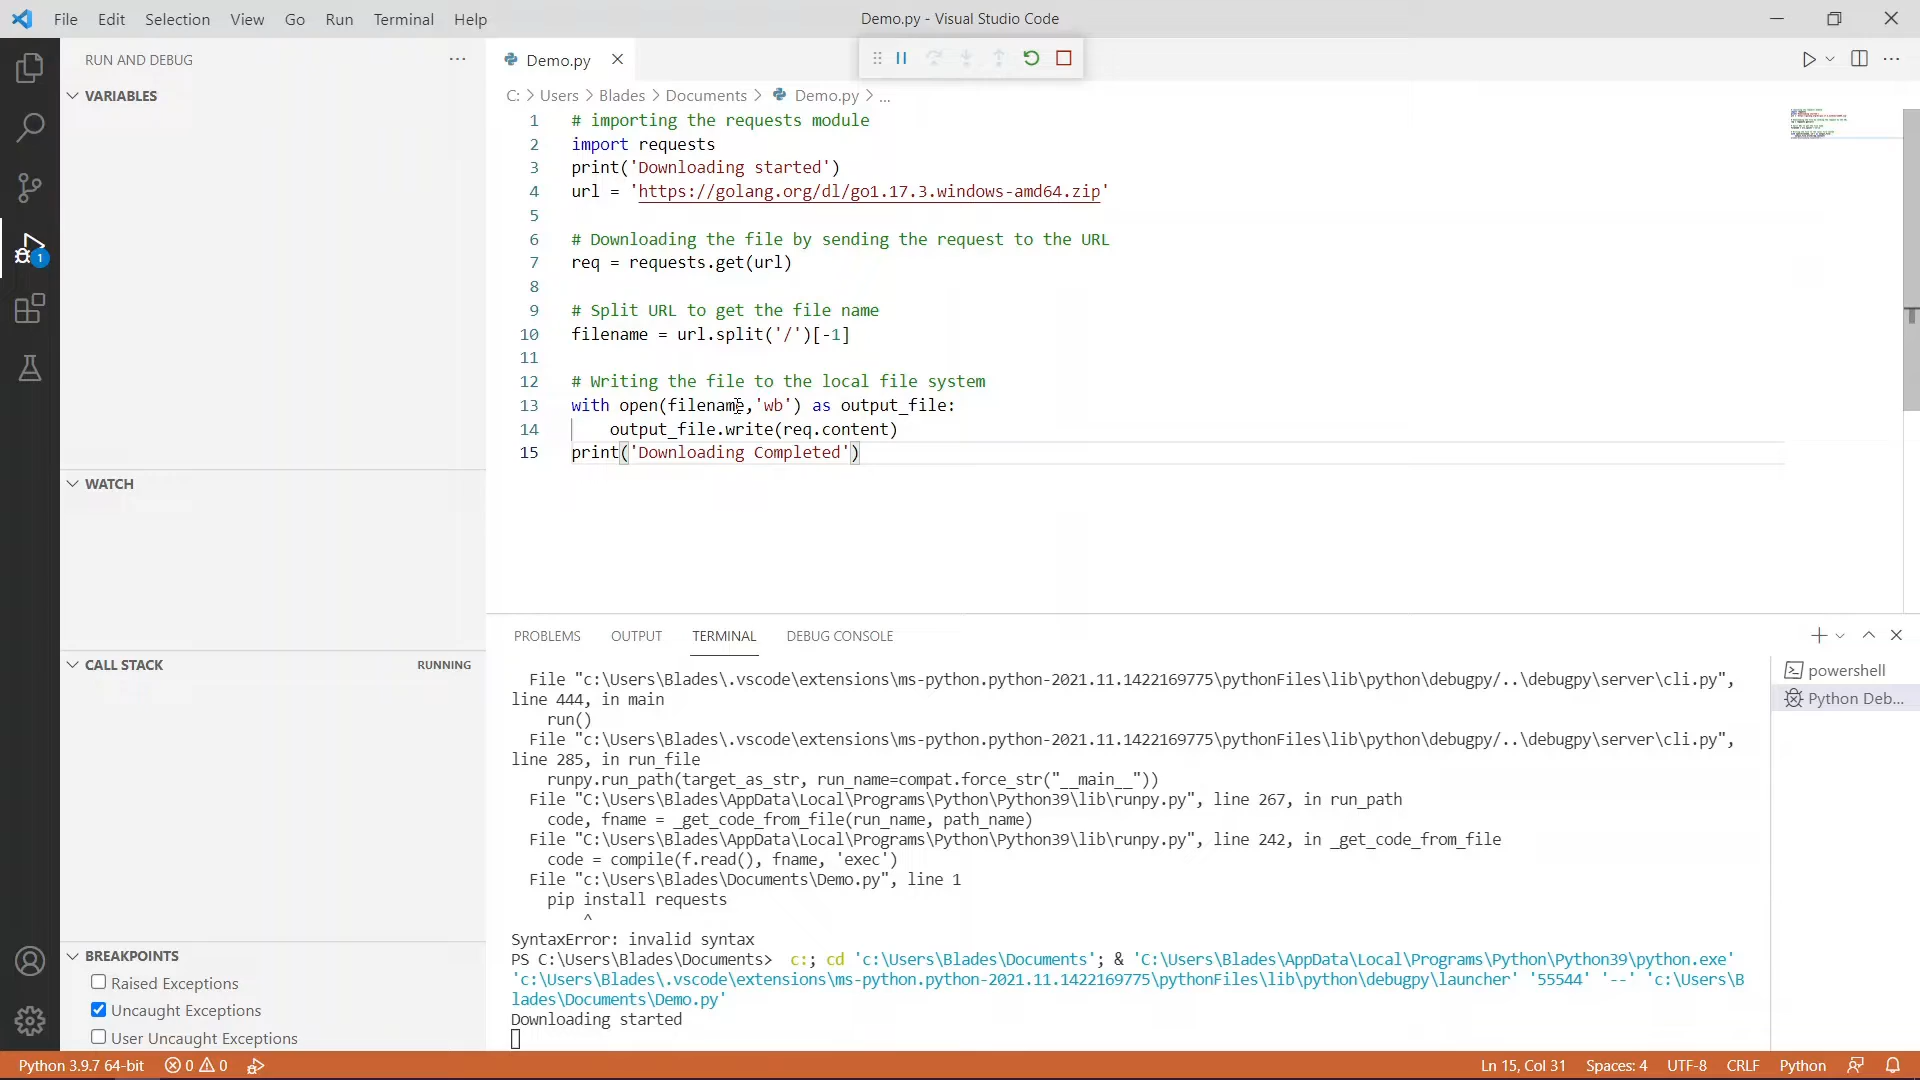 File Edit Selection View Go Run Terminal Help
Demo.py - Visual Studio Code
RUN AND DEBUG
VARIABLES
WATCH
CALL STACK
RUNNING
BREAKPOINTS
Raised Exceptions
Uncaught Exceptions
User Uncaught Exceptions
1
Demo.py
C: > Users > Blades > Documents > Demo.py > ...
1 # importing the requests module
2 import requests
3 print('Downloading started')
4 url = 'https://golang.org/dl/go1.17.3.windows-amd64.zip'
5
6 # Downloading the file by sending the request to the URL
7 req = requests.get(url)
8
9 # Split URL to get the file name
10 filename = url.split('/')[-1]
11
12 # Writing the file to the local file system
13 with open(filename,'wb') as output_file:
14     output_file.write(req.content)
15 print('Downloading Completed')
PROBLEMS OUTPUT TERMINAL DEBUG CONSOLE
powershell
Python Deb...
  File "c:\Users\Blades\.vscode\extensions\ms-python.python-2021.11.1422169775\pythonFiles\lib\python\debugpy/..\debugpy\server\cli.py",
line 444, in main
    run()
  File "c:\Users\Blades\.vscode\extensions\ms-python.python-2021.11.1422169775\pythonFiles\lib\python\debugpy/..\debugpy\server\cli.py",
line 285, in run_file
    runpy.run_path(target_as_str, run_name=compat.force_str("__main__"))
  File "C:\Users\Blades\AppData\Local\Programs\Python\Python39\lib\runpy.py", line 267, in run_path
    code, fname = _get_code_from_file(run_name, path_name)
  File "C:\Users\Blades\AppData\Local\Programs\Python\Python39\lib\runpy.py", line 242, in _get_code_from_file
    code = compile(f.read(), fname, 'exec')
  File "c:\Users\Blades\Documents\Demo.py", line 1
    pip install requests
        ^
SyntaxError: invalid syntax
PS C:\Users\Blades\Documents>  c:; cd 'c:\Users\Blades\Documents'; & 'C:\Users\Blades\AppData\Local\Programs\Python\Python39\python.exe'
'c:\Users\Blades\.vscode\extensions\ms-python.python-2021.11.1422169775\pythonFiles\lib\python\debugpy\launcher' '55544' '--' 'c:\Users\B
lades\Documents\Demo.py'
Downloading started
Python 3.9.7 64-bit 0 0
Ln 15, Col 31 Spaces: 4 UTF-8 CRLF Python